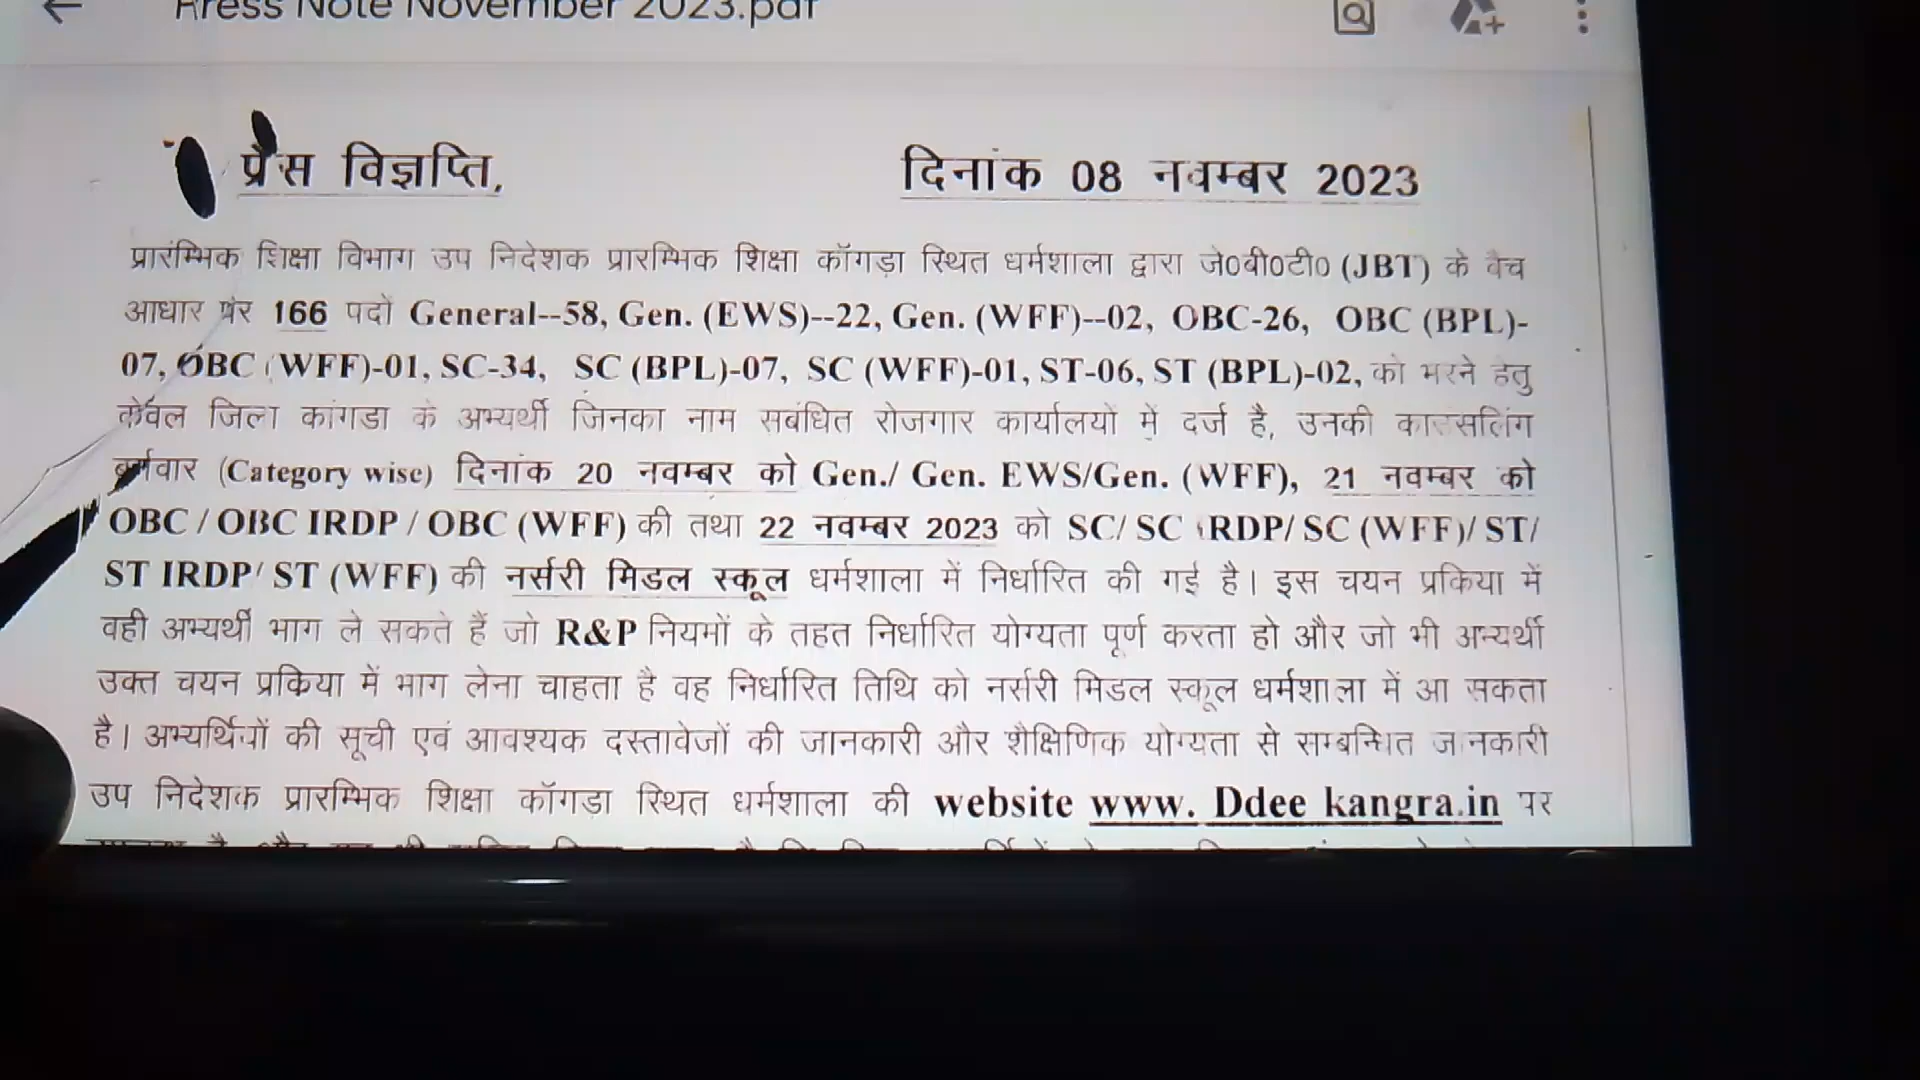 Press Note November 2023.pdf
प्रेस विज्ञप्ति, दिनांक 08 नवम्बर 2023
प्रारंम्भिक शिक्षा विभाग उप निदेशक प्रारम्भिक शिक्षा कॉगड़ा स्थित धर्मशाला द्वारा जे०बी०टी० (JBT) के बैच
आधार पर 166 पदों General--58, Gen. (EWS)--22, Gen. (WFF)--02, OBC-26, OBC (BPL)-
07, OBC (WFF)-01, SC-34, SC (BPL)-07, SC (WFF)-01, ST-06, ST (BPL)-02, को भरने हेतु
केवल जिला कांगडा के अभ्यर्थी जिनका नाम सबंधित रोजगार कार्यालयों में दर्ज है, उनकी काउसलिंग
वर्गवार (Category wise) दिनांक 20 नवम्बर को Gen./ Gen. EWS/Gen. (WFF), 21 नवम्बर को
OBC / OBC IRDP / OBC (WFF) की तथा 22 नवम्बर 2023 को SC/ SC IRDP/ SC (WFF)/ ST/
ST IRDP/ ST (WFF) की नर्सरी मिडल स्कूल धर्मशाला में निर्धारित की गई है। इस चयन प्रकिया में
वही अभ्यर्थी भाग ले सकते हैं जो R&P नियमों के तहत निर्धारित योग्यता पूर्ण करता हो और जो भी अभ्यर्थी
उक्त चयन प्रकिया में भाग लेना चाहता है वह निर्धारित तिथि को नर्सरी मिडल स्कूल धर्मशाला में आ सकता
है। अभ्यर्थियों की सूची एवं आवश्यक दस्तावेजों की जानकारी और शैक्षिणिक योग्यता से सम्बन्धित जानकारी
उप निदेशक प्रारम्भिक शिक्षा कॉगड़ा स्थित धर्मशाला की website www. Ddee kangra.in पर